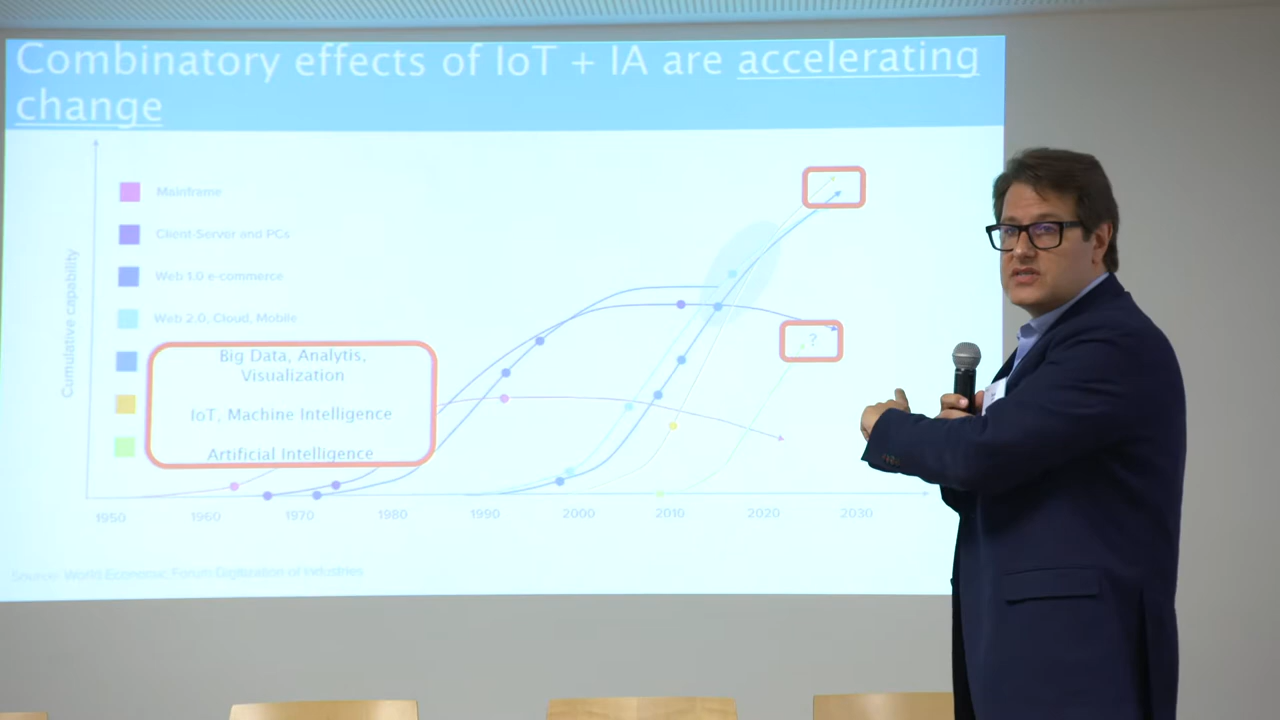 Combinatory effects of IoT + IA are accelerating
change
Cumulative capability
Mainframe
Client-Server and PCs
Web 1.0 e-commerce
Web 2.0, Cloud, Mobile
Big Data, Analytis,
Visualization
IoT, Machine Intelligence
Artificial Intelligence
?
1950 1960 1970 1980 1990 2000 2010 2020 2030
Source: World Economic Forum Digitization of Industries